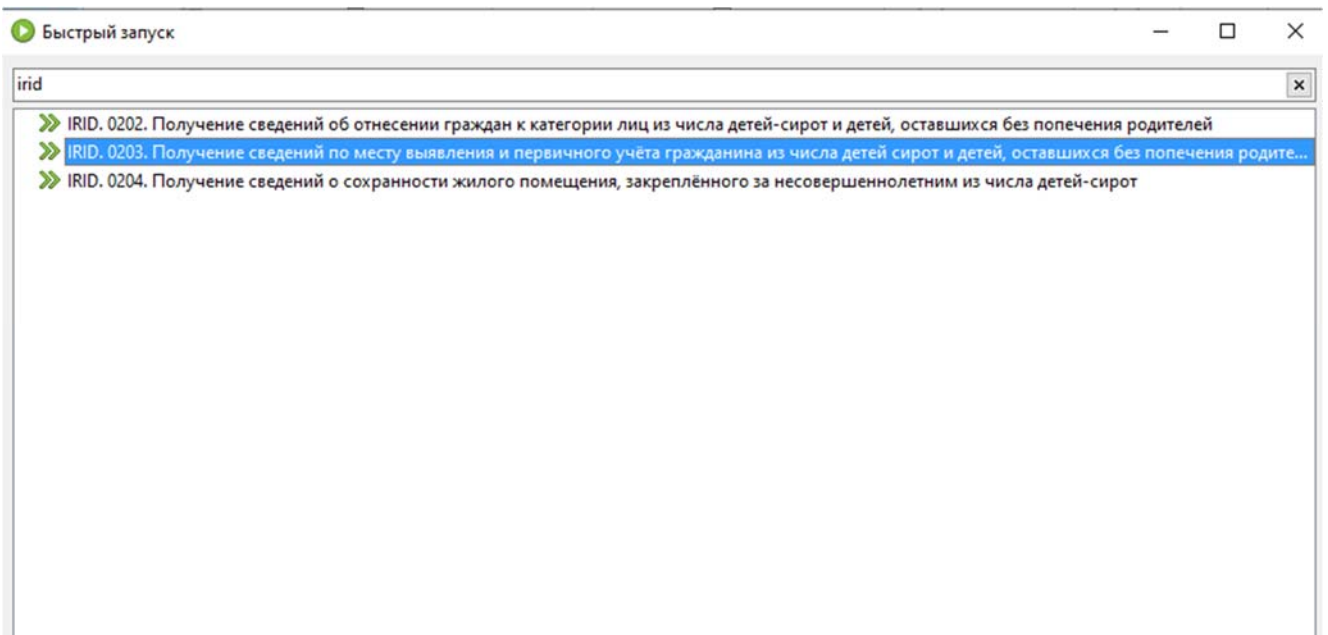 Быстрый запуск
irid
IRID. 0202. Получение сведений об отнесении граждан к категории лиц из числа детей-сирот и детей, оставшихся без попечения родителей
IRID. 0203. Получение сведений по месту выявления и первичного учёта гражданина из числа детей сирот и детей, оставшихся без попечения родите...
IRID. 0204. Получение сведений о сохранности жилого помещения, закреплённого за несовершеннолетним из числа детей-сирот